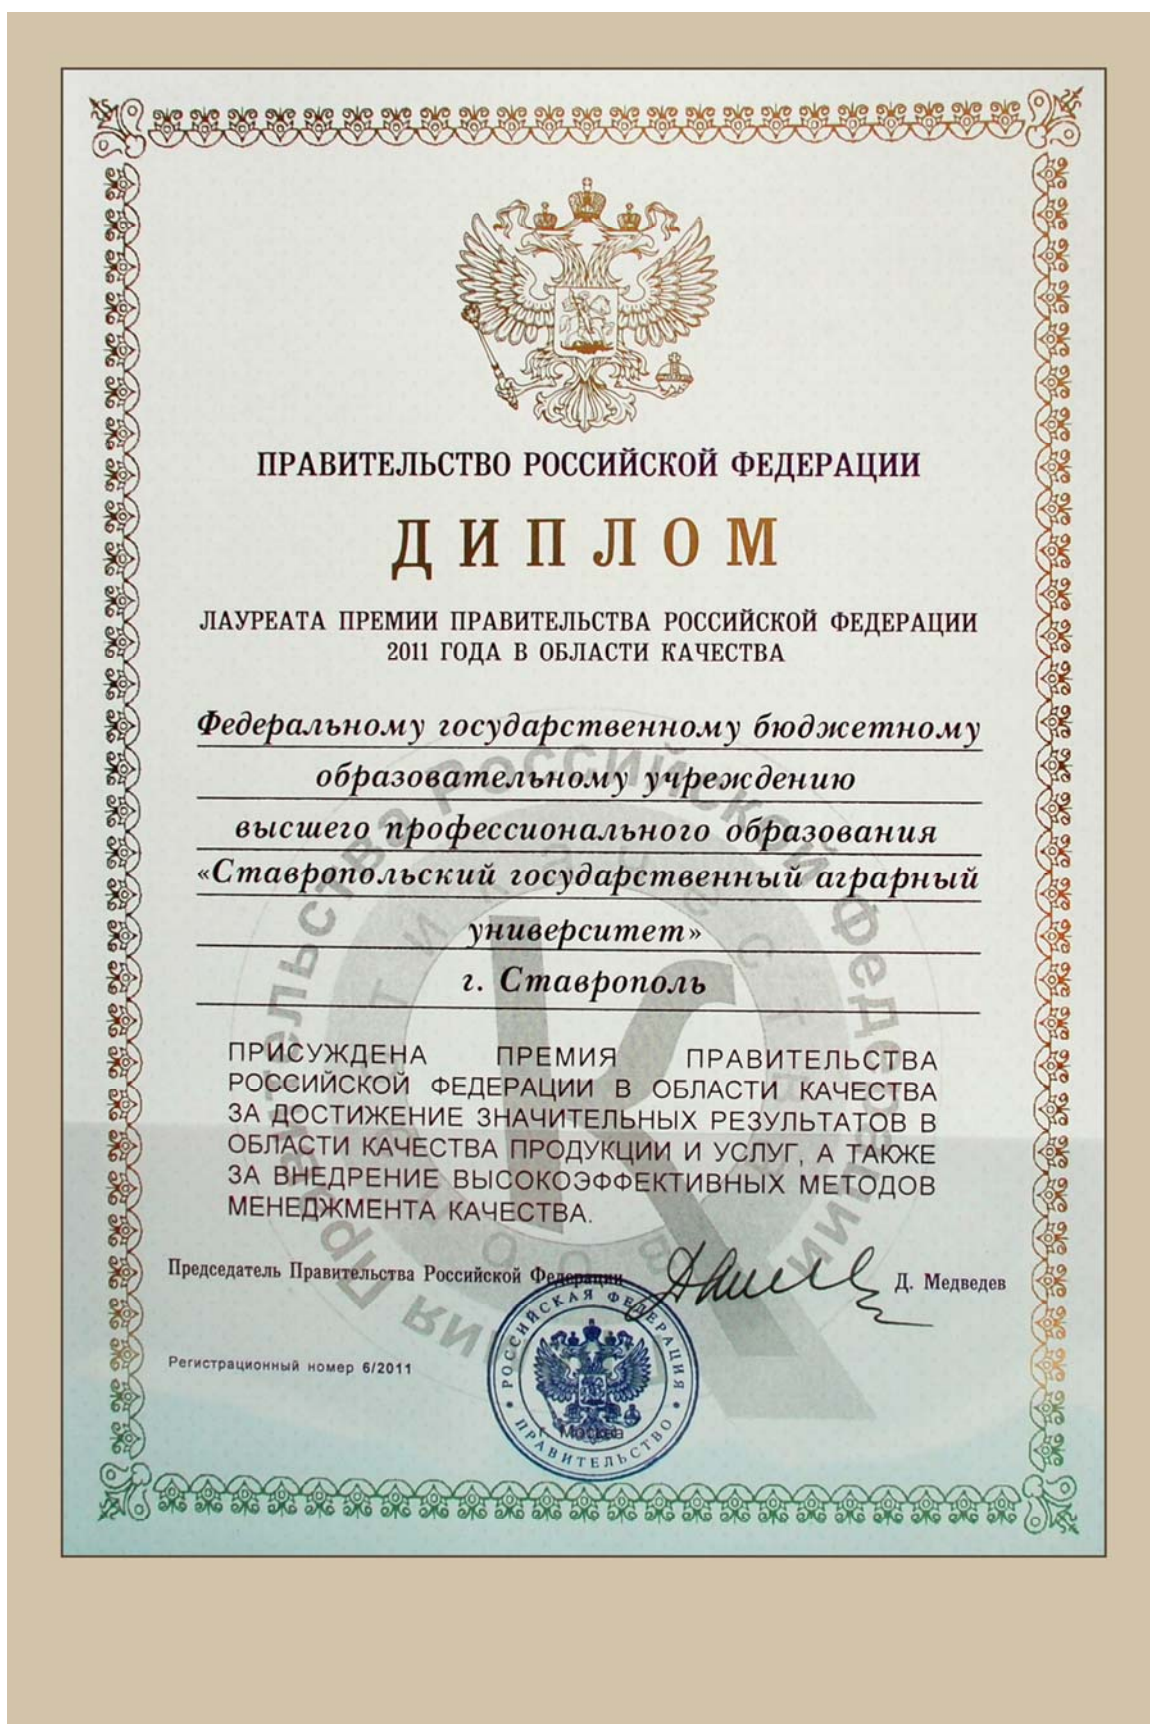 ПРАВИТЕЛЬСТВО РОССИЙСКОЙ ФЕДЕРАЦИИ
ДИПЛОМ
ЛАУРЕАТА ПРЕМИИ ПРАВИТЕЛЬСТВА РОССИЙСКОЙ ФЕДЕРАЦИИ
2011 ГОДА В ОБЛАСТИ КАЧЕСТВА
Федеральному государственному бюджетному
образовательному учреждению
высшего профессионального образования
«Ставропольский государственный аграрный
университет»
г. Ставрополь
ПРИСУЖДЕНА ПРЕМИЯ ПРАВИТЕЛЬСТВА
РОССИЙСКОЙ ФЕДЕРАЦИИ В ОБЛАСТИ КАЧЕСТВА
ЗА ДОСТИЖЕНИЕ ЗНАЧИТЕЛЬНЫХ РЕЗУЛЬТАТОВ В
ОБЛАСТИ КАЧЕСТВА ПРОДУКЦИИ И УСЛУГ, А ТАКЖЕ
ЗА ВНЕДРЕНИЕ ВЫСОКОЭФФЕКТИВНЫХ МЕТОДОВ
МЕНЕДЖМЕНТА КАЧЕСТВА.
Председатель Правительства Российской Федерации
Д. Медведев
РОССИЙСКАЯ ФЕДЕРАЦИЯ
Регистрационный номер 6/2011
г. Москва
ПРАВИТЕЛЬСТВО
Правительства Российской Федерации